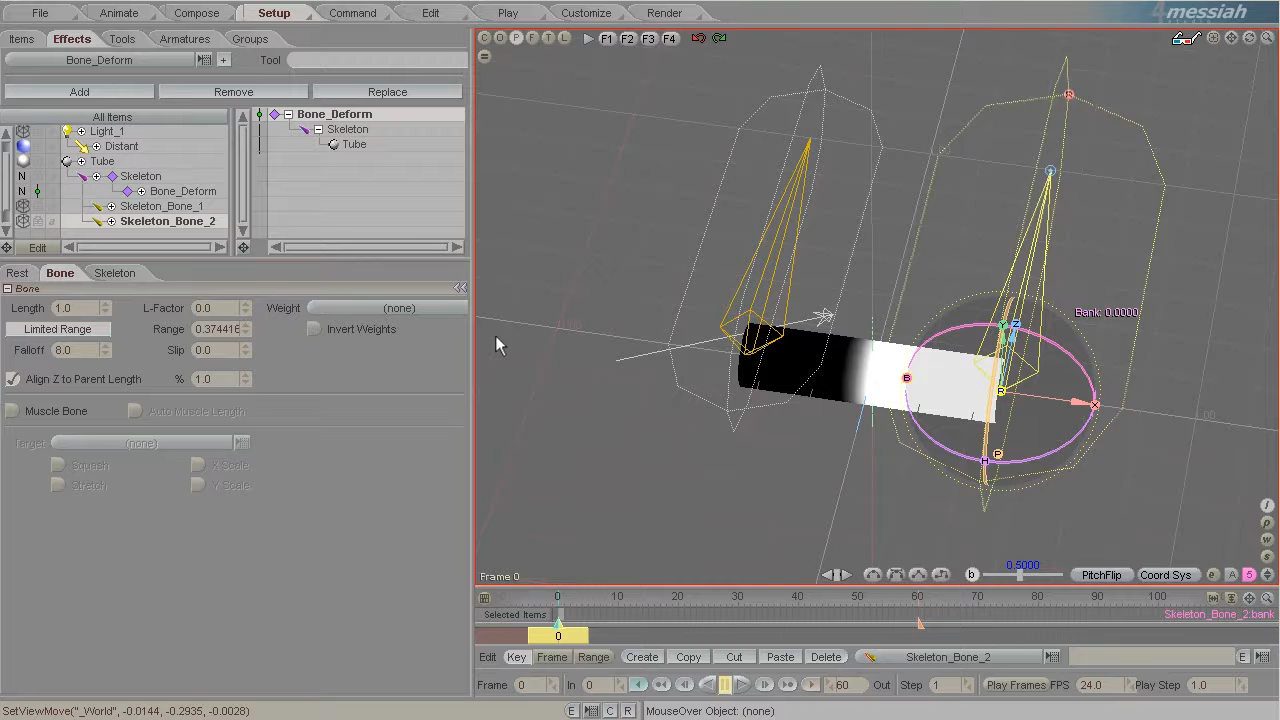 File Animate Compose Setup Command Edit Play Customize Render
4messiah
Items Effects Tools Armatures Groups
C O P F T L F1 F2 F3 F4
Bone_Deform + Tool
Add Remove Replace
All Items
Bone_Deform
Light_1
Skeleton
Distant
Tube
Tube
N Skeleton
N Bone_Deform
Skeleton_Bone_1
Skeleton_Bone_2
Edit
Rest Bone Skeleton
Bone
Length 1.0 L-Factor 0.0 Weight (none)
Limited Range Range 0.374416 Invert Weights
Falloff 8.0 Slip 0.0
Align Z to Parent Length % 1.0
Muscle Bone Auto Muscle Length
Target (none)
Squash X Scale
Stretch Y Scale
Bank: 0.0000
Y Z
B R X
H P
i
p
w
s
0.5000
Frame 0 b PitchFlip Coord Sys e A 5
0 10 20 30 40 50 60 70 80 90 100
Selected Items Skeleton_Bone_2:bank
0
Edit Key Frame Range Create Copy Cut Paste Delete Skeleton_Bone_2 E
Frame 0 In 0 60 Out Step 1 Play Frames FPS 24.0 Play Step 1.0
SetViewMove("_World", -0.0144, -0.2935, -0.0028) E C R MouseOver Object: (none)